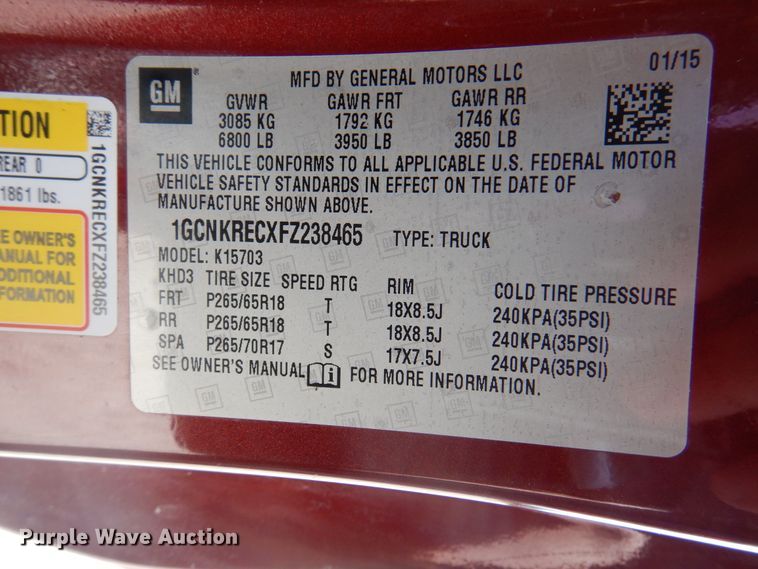 TION
REAR 0
1861 lbs.
EE OWNER'S
ANUAL FOR
DDITIONAL
FORMATION
1GCNKRECXFZ238465
GM ®
MFD BY GENERAL MOTORS LLC 01/15
GVWR GAWR FRT GAWR RR
3085 KG 1792 KG 1746 KG
6800 LB 3950 LB 3850 LB
THIS VEHICLE CONFORMS TO ALL APPLICABLE U.S. FEDERAL MOTOR
VEHICLE SAFETY STANDARDS IN EFFECT ON THE DATE OF
MANUFACTURE SHOWN ABOVE.
1GCNKRECXFZ238465 TYPE: TRUCK
MODEL: K15703
KHD3 TIRE SIZE SPEED RTG RIM COLD TIRE PRESSURE
FRT P265/65R18 T 18X8.5J 240KPA(35PSI)
RR P265/65R18 T 18X8.5J 240KPA(35PSI)
SPA P265/70R17 S 17X7.5J 240KPA(35PSI)
SEE OWNER'S MANUAL FOR MORE INFORMATION.
Purple Wave Auction